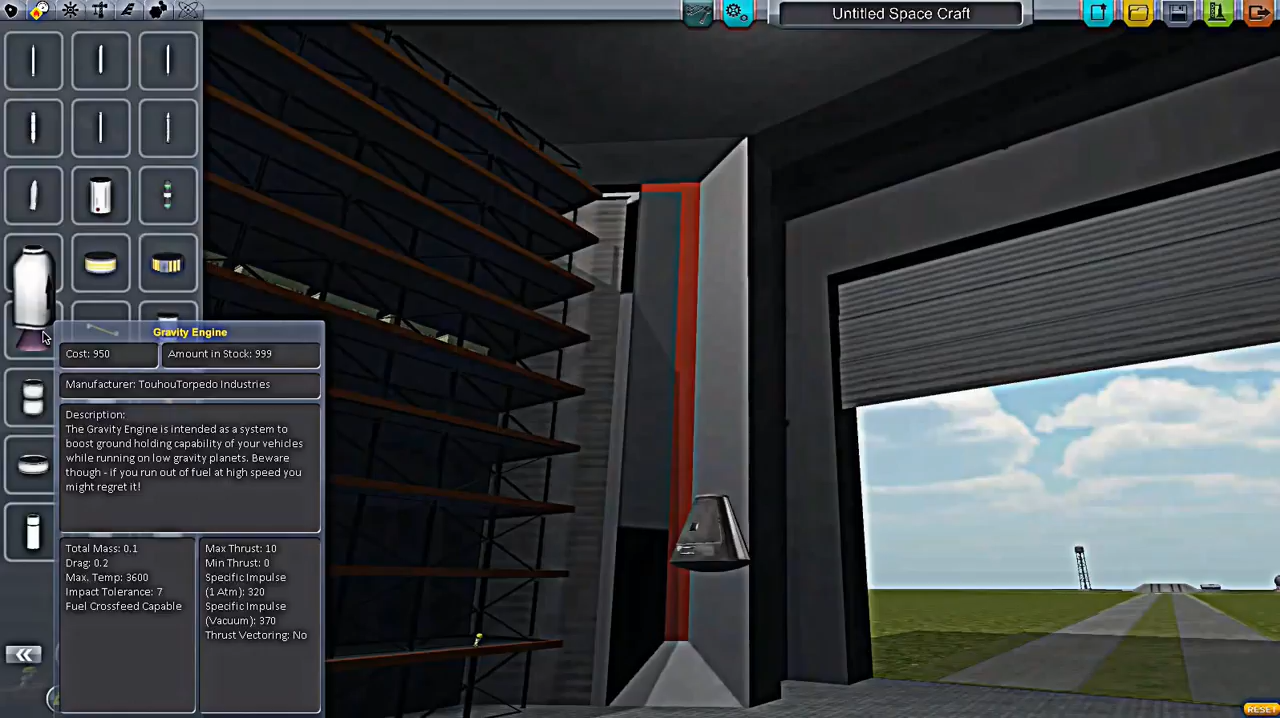 Untitled Space Craft
Gravity Engine
Cost: 950
Amount in Stock: 999
Manufacturer: TouhouTorpedo Industries
Description:
The Gravity Engine is intended as a system to
boost ground holding capability of your vehicles
while running on low gravity planets. Beware
though - if you run out of fuel at high speed you
might regret it!
Total Mass: 0.1
Drag: 0.2
Max. Temp: 3600
Impact Tolerance: 7
Fuel Crossfeed Capable
Max Thrust: 10
Min Thrust: 0
Specific Impulse
(1 Atm): 320
Specific Impulse
(Vacuum): 370
Thrust Vectoring: No
RESET